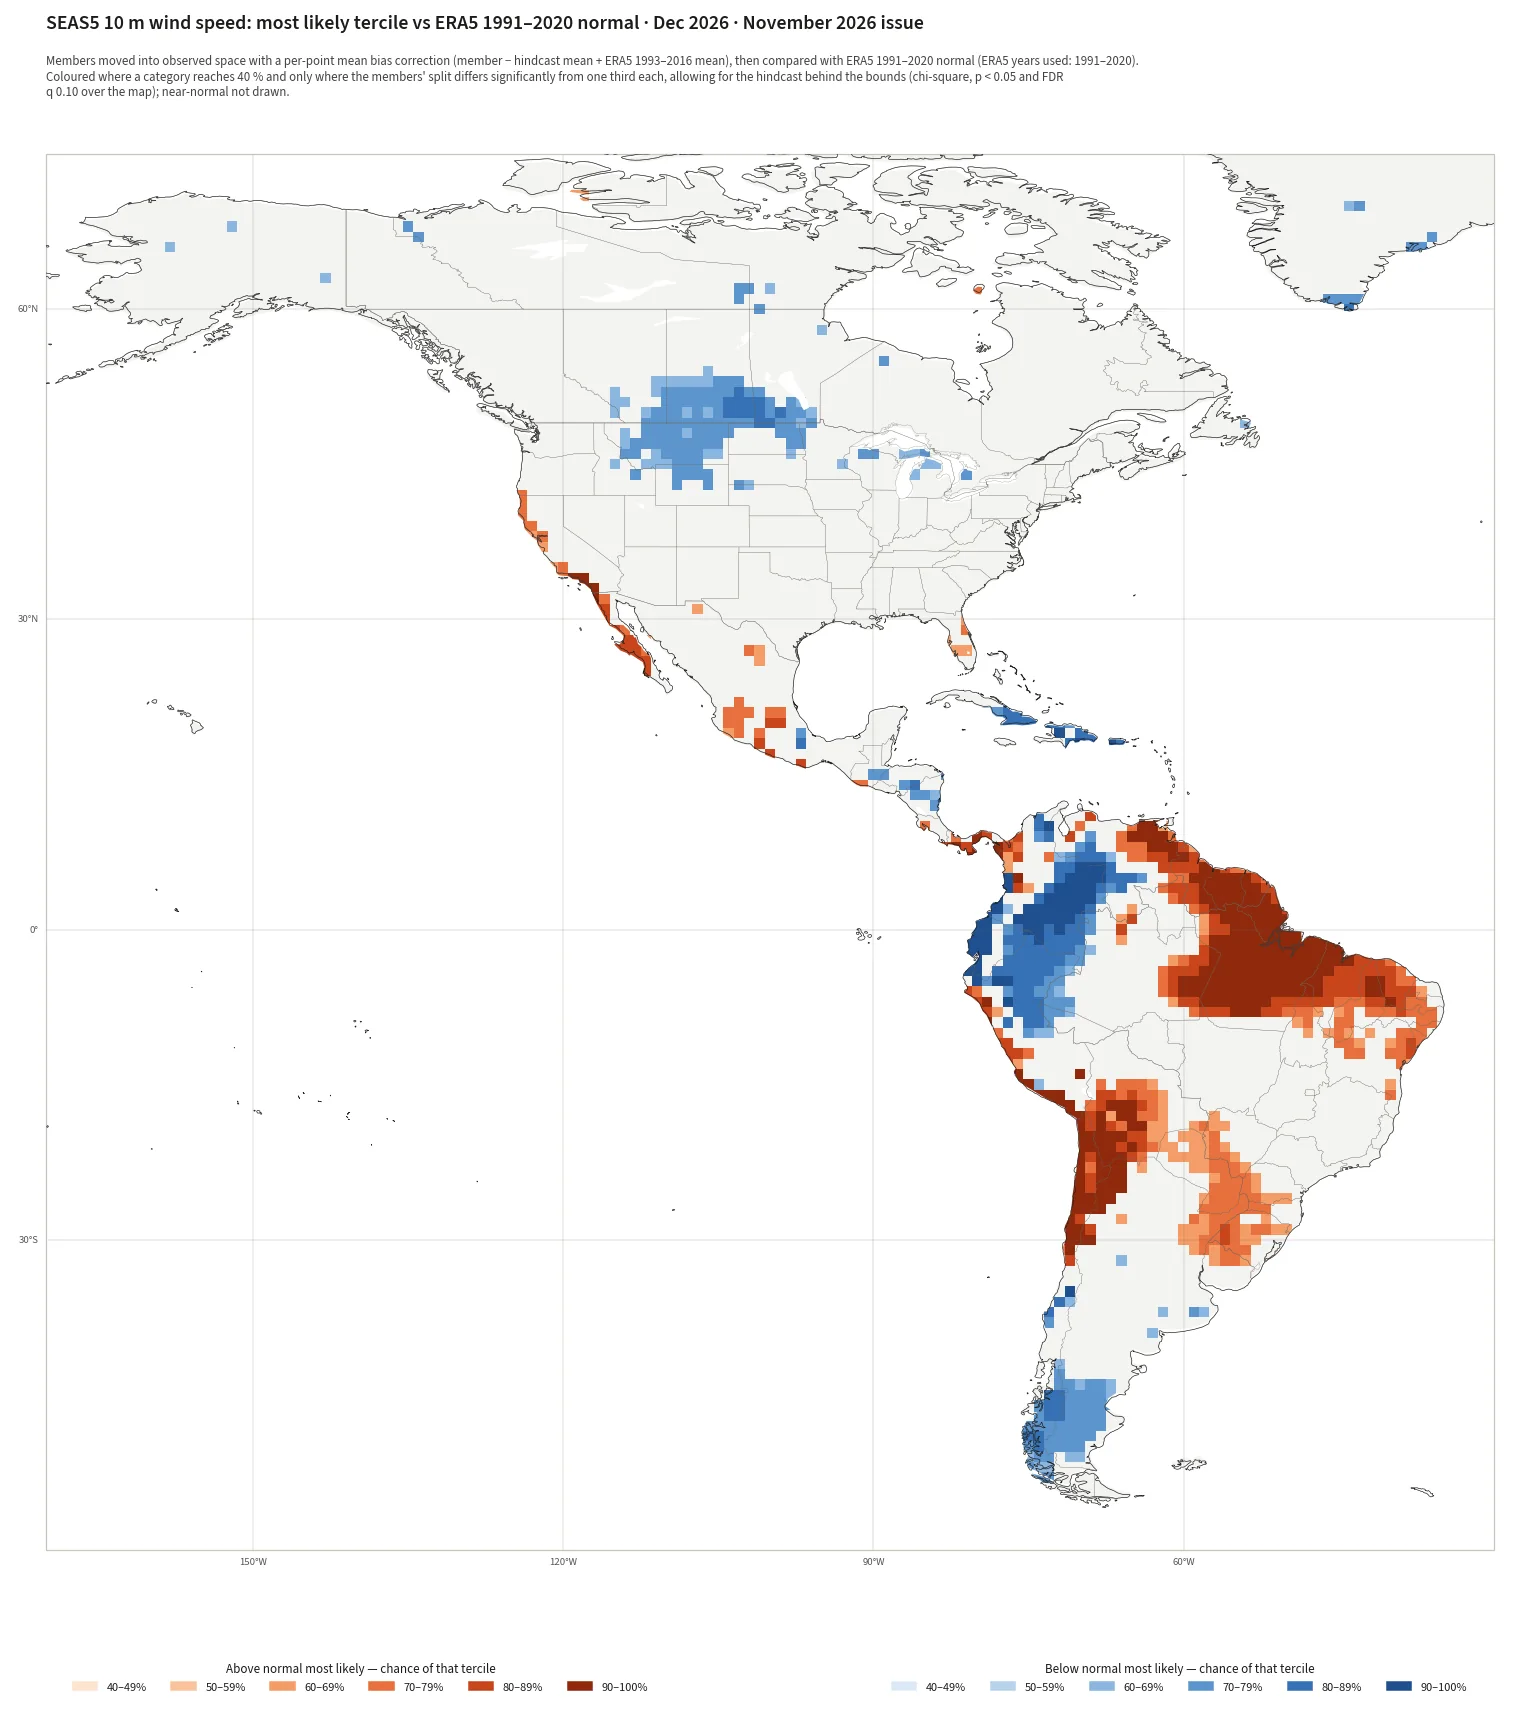 SEAS5 10 m wind speed: most likely tercile vs ERA5 1991–2020 normal · Dec 2026 · November 2026 issue
Members moved into observed space with a per-point mean bias correction (member − hindcast mean + ERA5 1993–2016 mean), then compared with ERA5 1991–2020 normal (ERA5 years used: 1991–2020).
Coloured where a category reaches 40 % and only where the members' split differs significantly from one third each, allowing for the hindcast behind the bounds (chi-square, p < 0.05 and FDR
q 0.10 over the map); near-normal not drawn.
60°N
30°N
0°
30°S
150°W
120°W
90°W
60°W
Above normal most likely — chance of that tercile
40–49%
50–59%
60–69%
70–79%
80–89%
90–100%
Below normal most likely — chance of that tercile
40–49%
50–59%
60–69%
70–79%
80–89%
90–100%